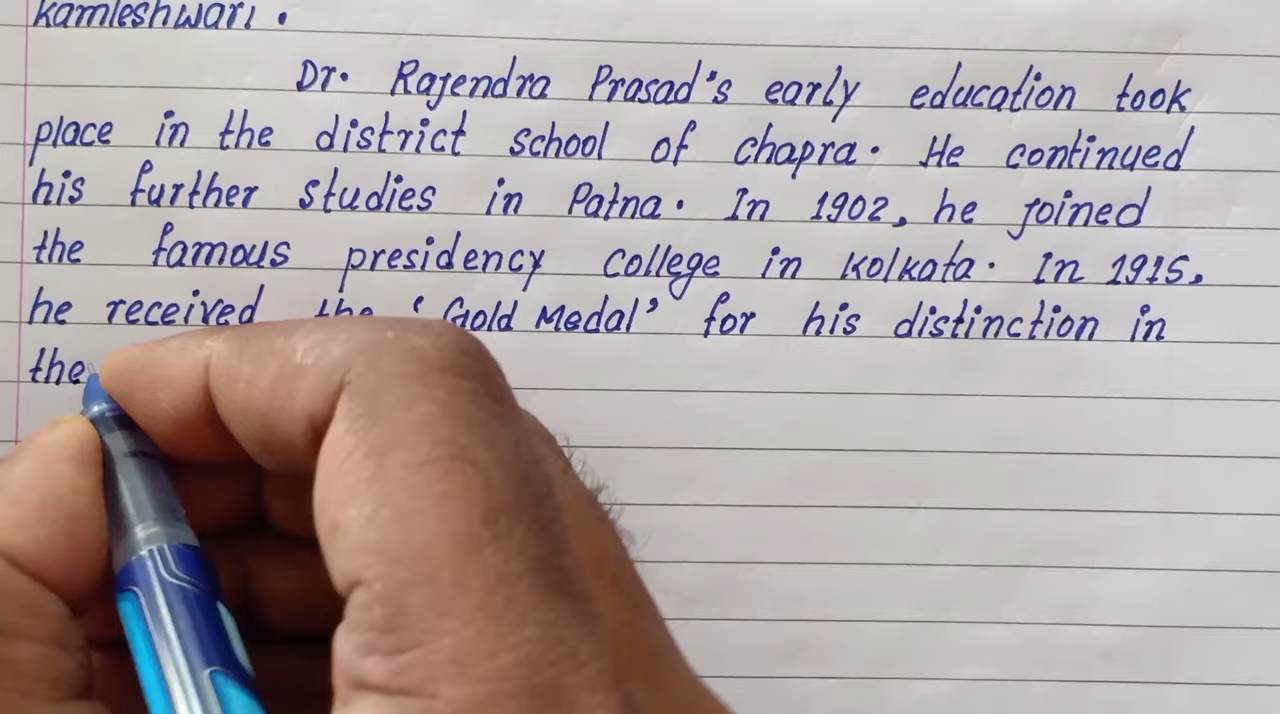 Kamleshwari.
Dr. Rajendra Prasad's early education took
place in the district school of chapra. He continued
his further studies in Patna. In 1902, he joined
the famous presidency college in Kolkata. In 1915,
he received the 'Gold Medal' for his distinction in
the